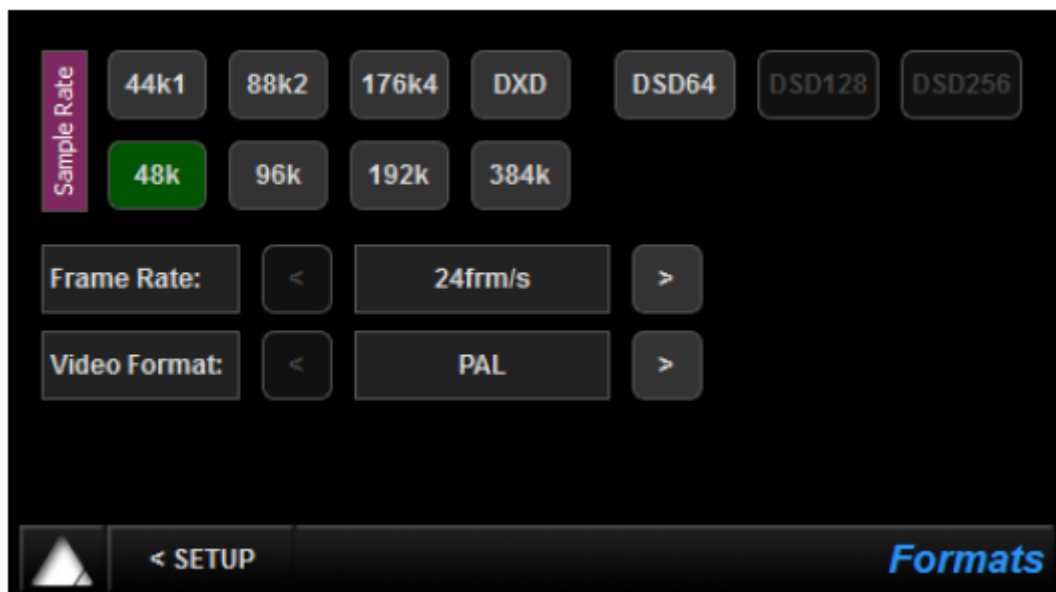 Sample Rate
44k1 88k2 176k4 DXD DSD64 DSD128 DSD256
48k 96k 192k 384k
Frame Rate: < 24frm/s >
Video Format: < PAL >
< SETUP Formats